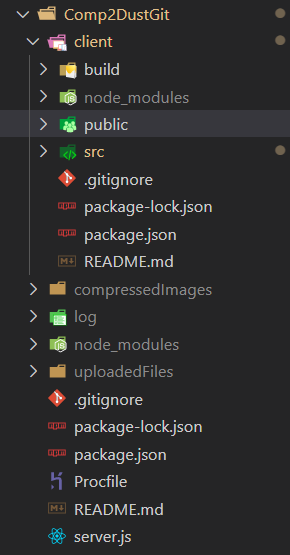 Comp2DustGit
client
build
node_modules
public
src
.gitignore
package-lock.json
package.json
README.md
compressedImages
log
node_modules
uploadedFiles
.gitignore
package-lock.json
package.json
Procfile
README.md
server.js